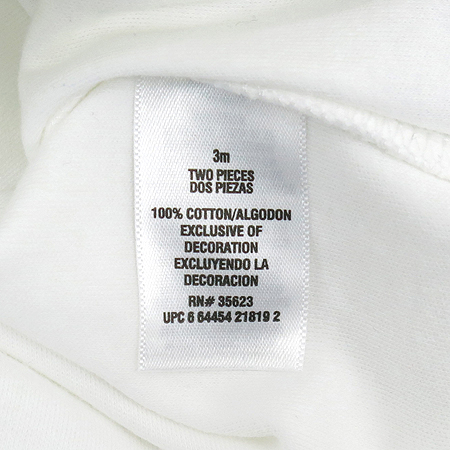 3m
TWO PIECES
DOS PIEZAS
100% COTTON/ALGODON
EXCLUSIVE OF
DECORATION
EXCLUYENDO LA
DECORACION
RN# 35623
UPC 6 64454 21819 2